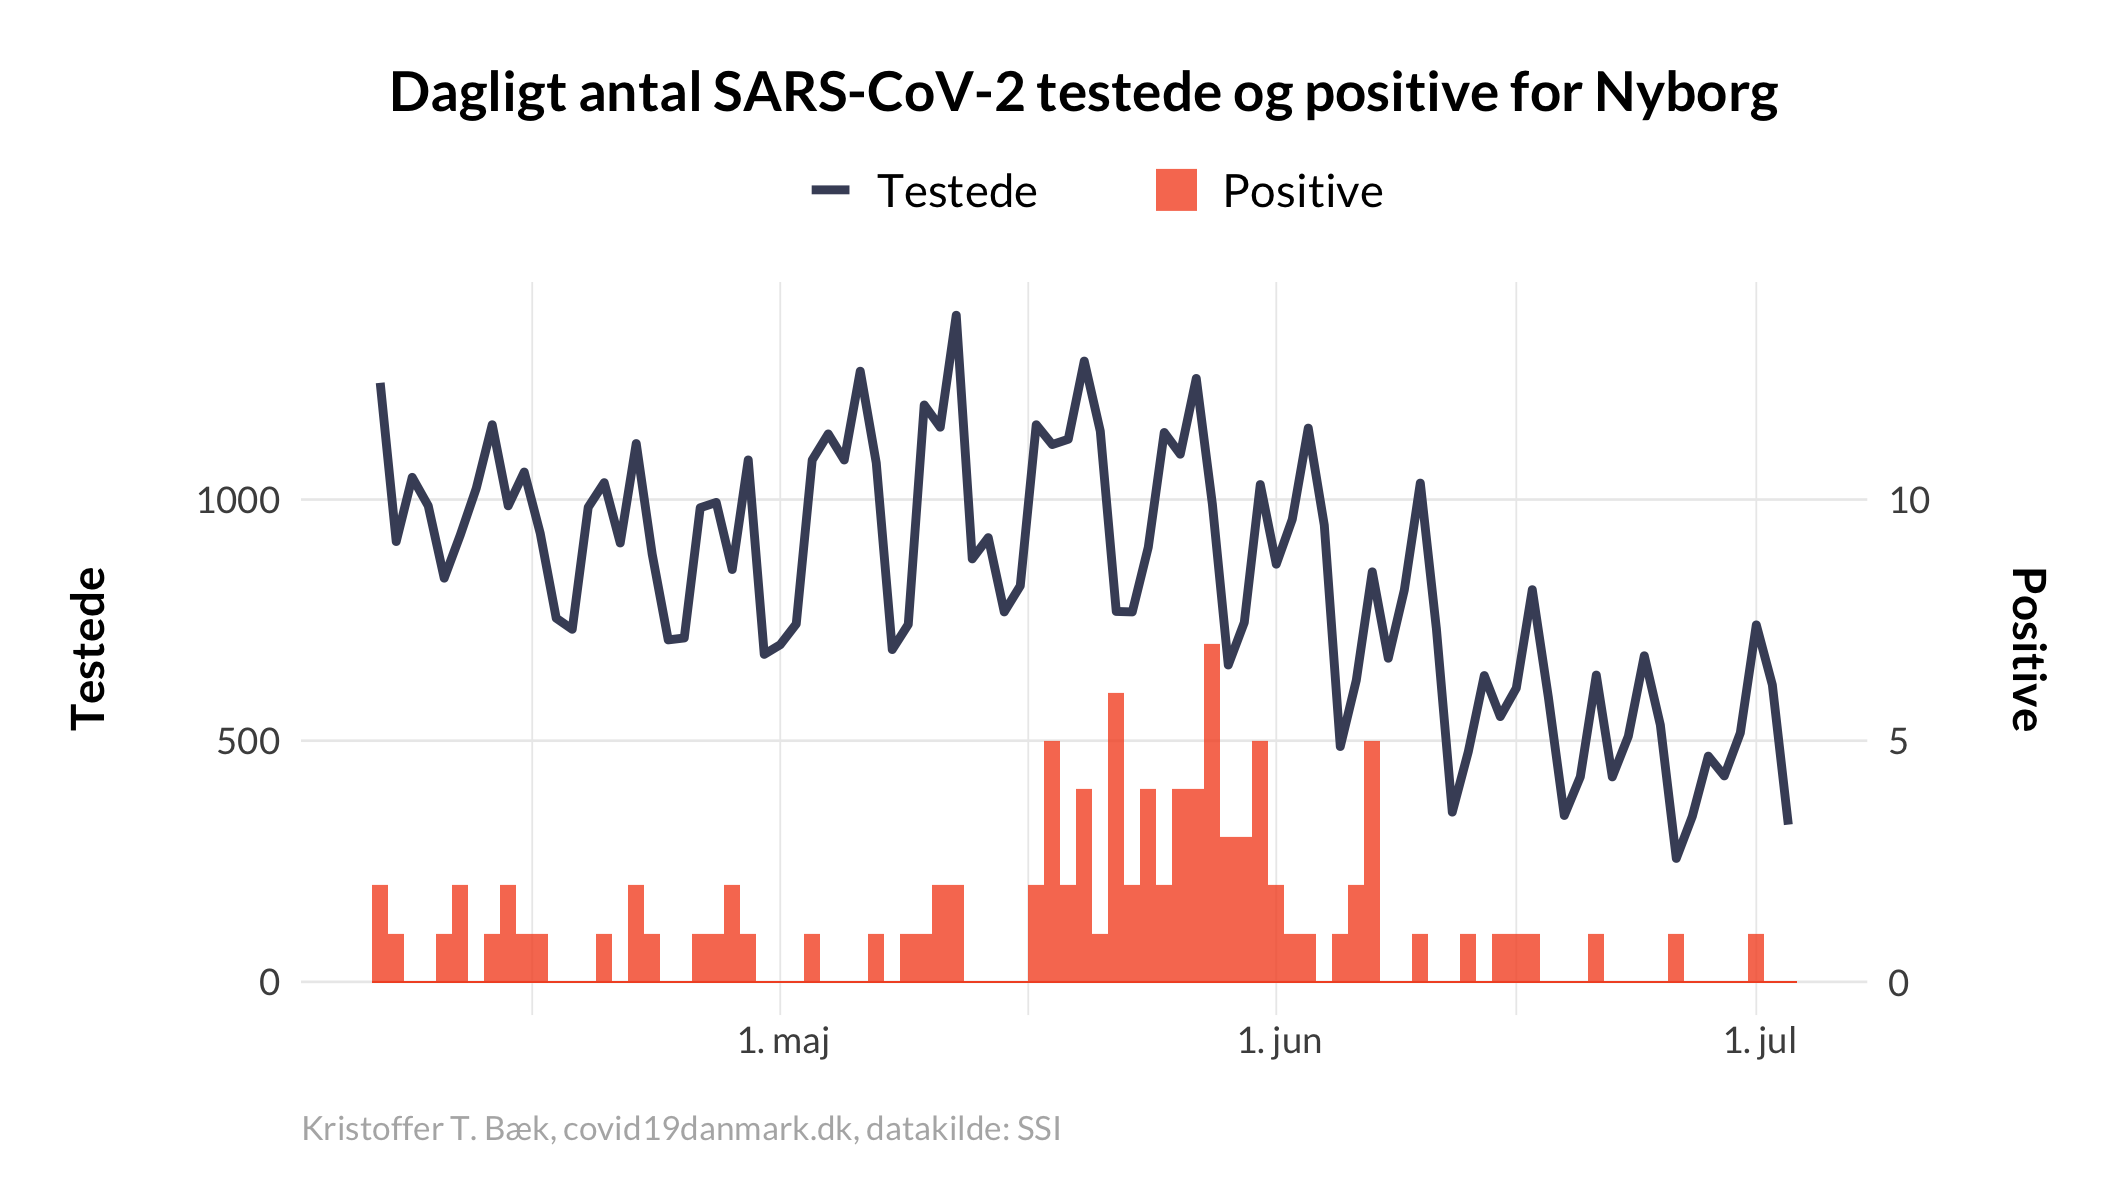 Dagligt antal SARS-CoV-2 testede og positive for Nyborg
Testede
Positive
1000
500
0
10
5
0
Testede
Positive
1. maj
1. jun
1. jul
Kristoffer T. Bæk, covid19danmark.dk, datakilde: SSI